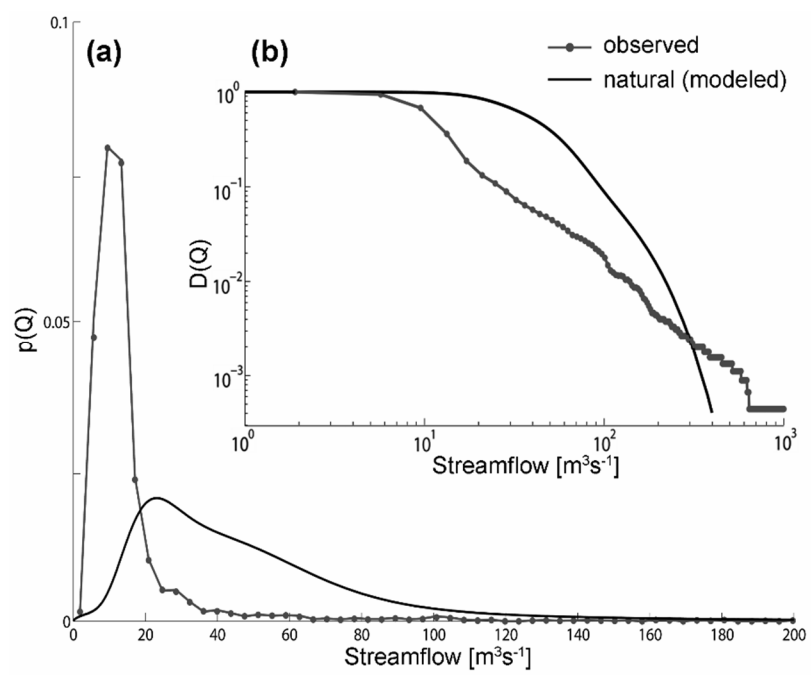 0.1
(a)
(b)
observed
natural (modeled)
10⁰
10⁻¹
10⁻²
10⁻³
D(Q)
10⁰ 10¹ 10² 10³
Streamflow [m³s⁻¹]
0.05
p(Q)
0
0 20 40 60 80 100 120 140 160 180 200
Streamflow [m³s⁻¹]